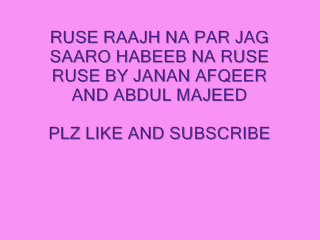 RUSE RAAJH NA PAR JAG
SAARO HABEEB NA RUSE
RUSE BY JANAN AFQEER
AND ABDUL MAJEED
PLZ LIKE AND SUBSCRIBE